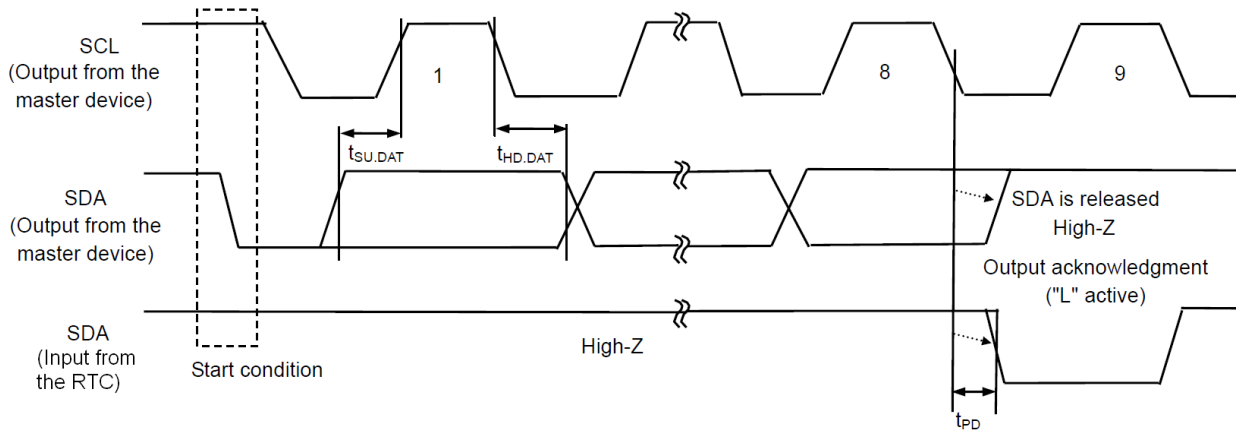 SCL
(Output from the
master device)
1
8
9
tSU.DAT
tHD.DAT
SDA
(Output from the
master device)
SDA is released
High-Z
Output acknowledgment
("L" active)
SDA
(Input from
the RTC)
Start condition
High-Z
tPD